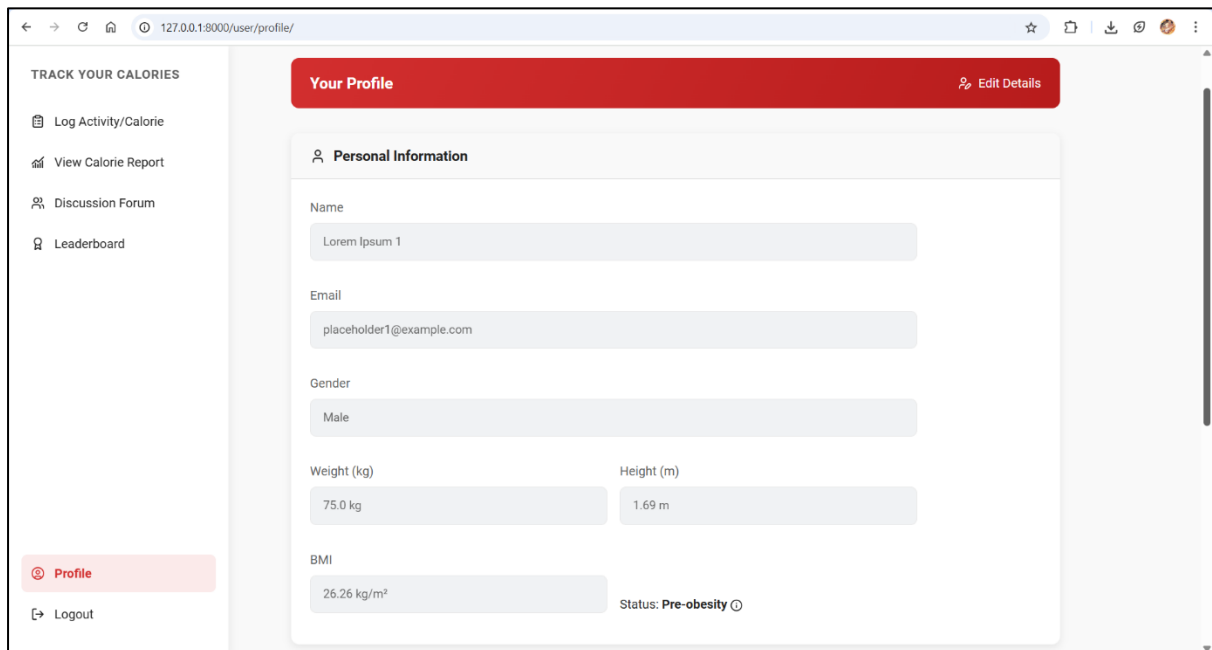 127.0.0.1:8000/user/profile/
TRACK YOUR CALORIES
Log Activity/Calorie
View Calorie Report
Discussion Forum
Leaderboard
Profile
Logout
Your Profile
Edit Details
Personal Information
Name
Lorem Ipsum 1
Email
placeholder1@example.com
Gender
Male
Weight (kg) Height (m)
75.0 kg 1.69 m
BMI
26.26 kg/m²
Status: Pre-obesity